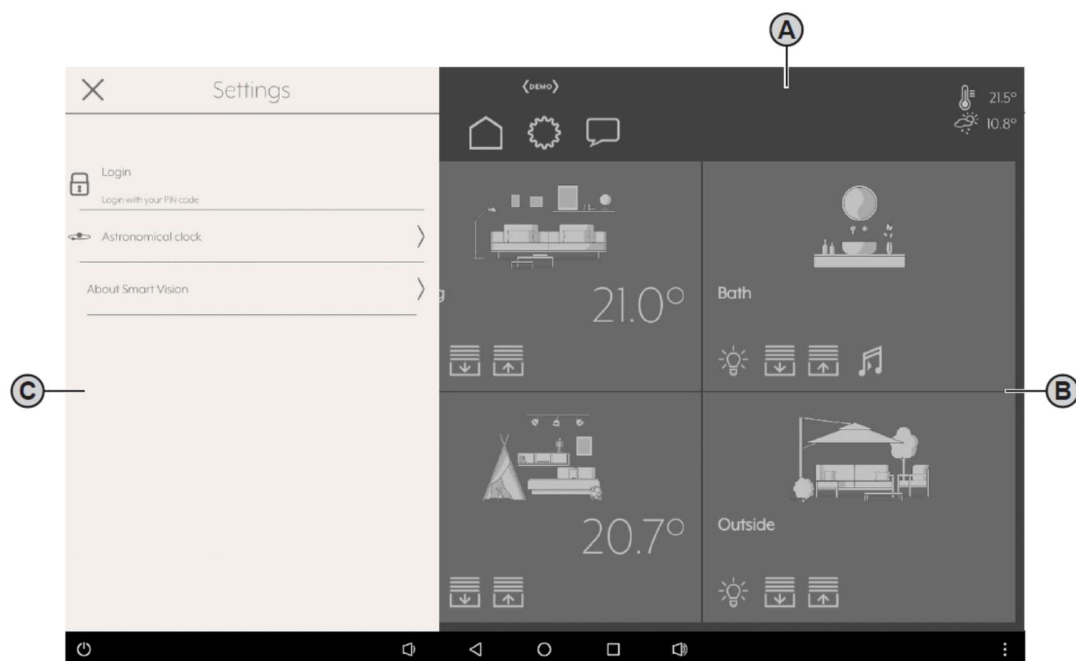 A
Settings
‹DEMO›
21.5°
10.8°
Login
Login with your PIN code
Astronomical clock
About Smart Vision
g
21.0°
Bath
C
B
20.7°
Outside